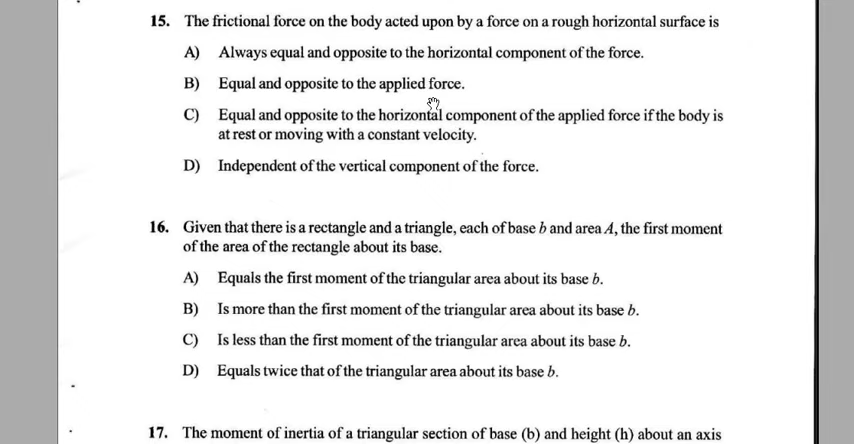 15. The frictional force on the body acted upon by a force on a rough horizontal surface is
A) Always equal and opposite to the horizontal component of the force.
B) Equal and opposite to the applied force.
C) Equal and opposite to the horizontal component of the applied force if the body is
at rest or moving with a constant velocity.
D) Independent of the vertical component of the force.
16. Given that there is a rectangle and a triangle, each of base b and area A, the first moment
of the area of the rectangle about its base.
A) Equals the first moment of the triangular area about its base b.
B) Is more than the first moment of the triangular area about its base b.
C) Is less than the first moment of the triangular area about its base b.
D) Equals twice that of the triangular area about its base b.
17. The moment of inertia of a triangular section of base (b) and height (h) about an axis